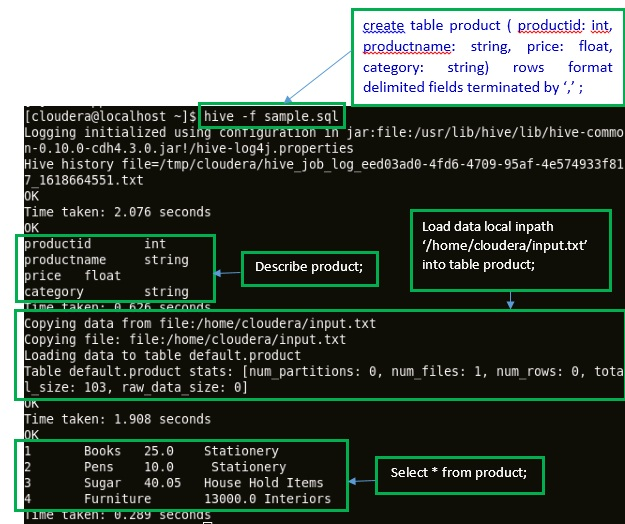 create table product ( productid: int,
productname: string, price: float,
category: string) rows format
delimited fields terminated by ‘,’ ;
[cloudera@localhost ~]$ hive -f sample.sql
Logging initialized using configuration in jar:file:/usr/lib/hive/lib/hive-commo
n-0.10.0-cdh4.3.0.jar!/hive-log4j.properties
Hive history file=/tmp/cloudera/hive_job_log_eed03ad0-4fd6-4709-95af-4e574933f81
7_1618664551.txt
OK
Time taken: 2.076 seconds
OK
productid int
productname string
price float
category string
Describe product;
Time taken: 0.626 seconds
Load data local inpath
‘/home/cloudera/input.txt’
into table product;
Copying data from file:/home/cloudera/input.txt
Copying file: file:/home/cloudera/input.txt
Loading data to table default.product
Table default.product stats: [num_partitions: 0, num_files: 1, num_rows: 0, tota
l_size: 103, raw_data_size: 0]
OK
Time taken: 1.908 seconds
OK
1 Books 25.0 Stationery
2 Pens 10.0 Stationery
3 Sugar 40.05 House Hold Items
4 Furniture 13000.0 Interiors
Select * from product;
Time taken: 0.289 seconds